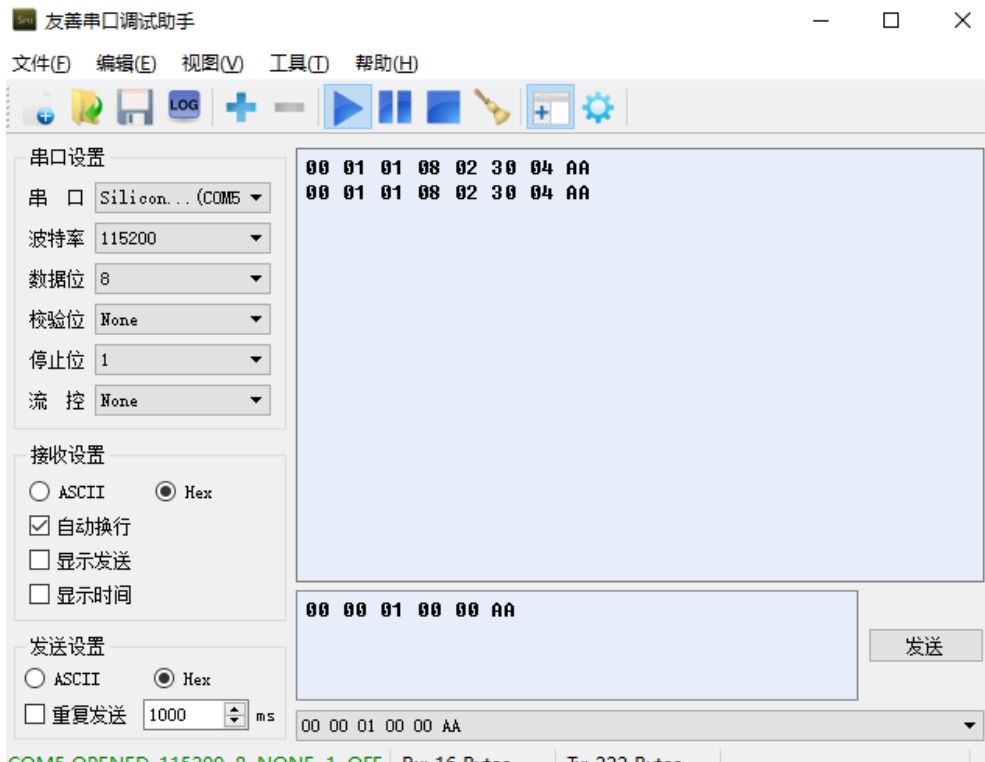 友善串口调试助手
文件(F) 编辑(E) 视图(V) 工具(T) 帮助(H)
LOG
串口设置
串 口 Silicon...(COM5
波特率 115200
数据位 8
校验位 None
停止位 1
流 控 None
接收设置
ASCII Hex
自动换行
显示发送
显示时间
发送设置
ASCII Hex
重复发送 1000 ms
00 01 01 08 02 30 04 AA
00 01 01 08 02 30 04 AA
00 00 01 00 00 AA
发送
00 00 01 00 00 AA